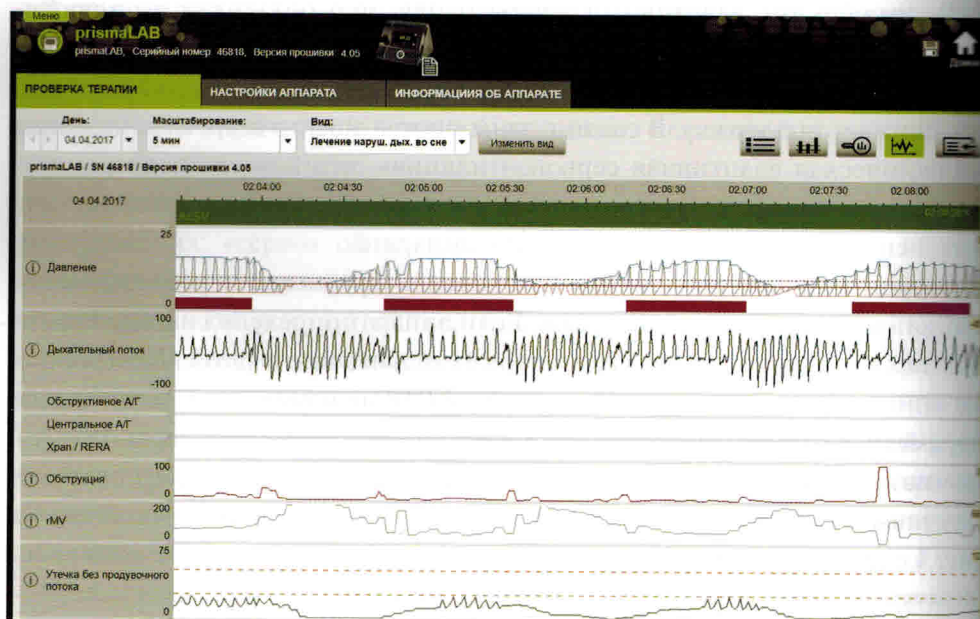 Меню
prismaLAB
prismaLAB, Серийный номер 46818, Версия прошивки 4.05
ПРОВЕРКА ТЕРАПИИ
НАСТРОЙКИ АППАРАТА
ИНФОРМАЦИИЯ ОБ АППАРАТЕ
День:
Масштабирование:
Вид:
04.04.2017
5 мин
Лечение наруш. дых. во сне
Изменить вид
prismaLAB / SN 46818 / Версия прошивки 4.05
04.04.2017
02:04:00 02:04:30 02:05:00 02:05:30 02:06:00 02:06:30 02:07:00 02:07:30 02:08:00
25
Давление
0
100
Дыхательный поток
-100
Обструктивное А/Г
Центральное А/Г
Храп / RERA
100
Обструкция
0
200
rMV
0
75
Утечка без продувочного
потока
0